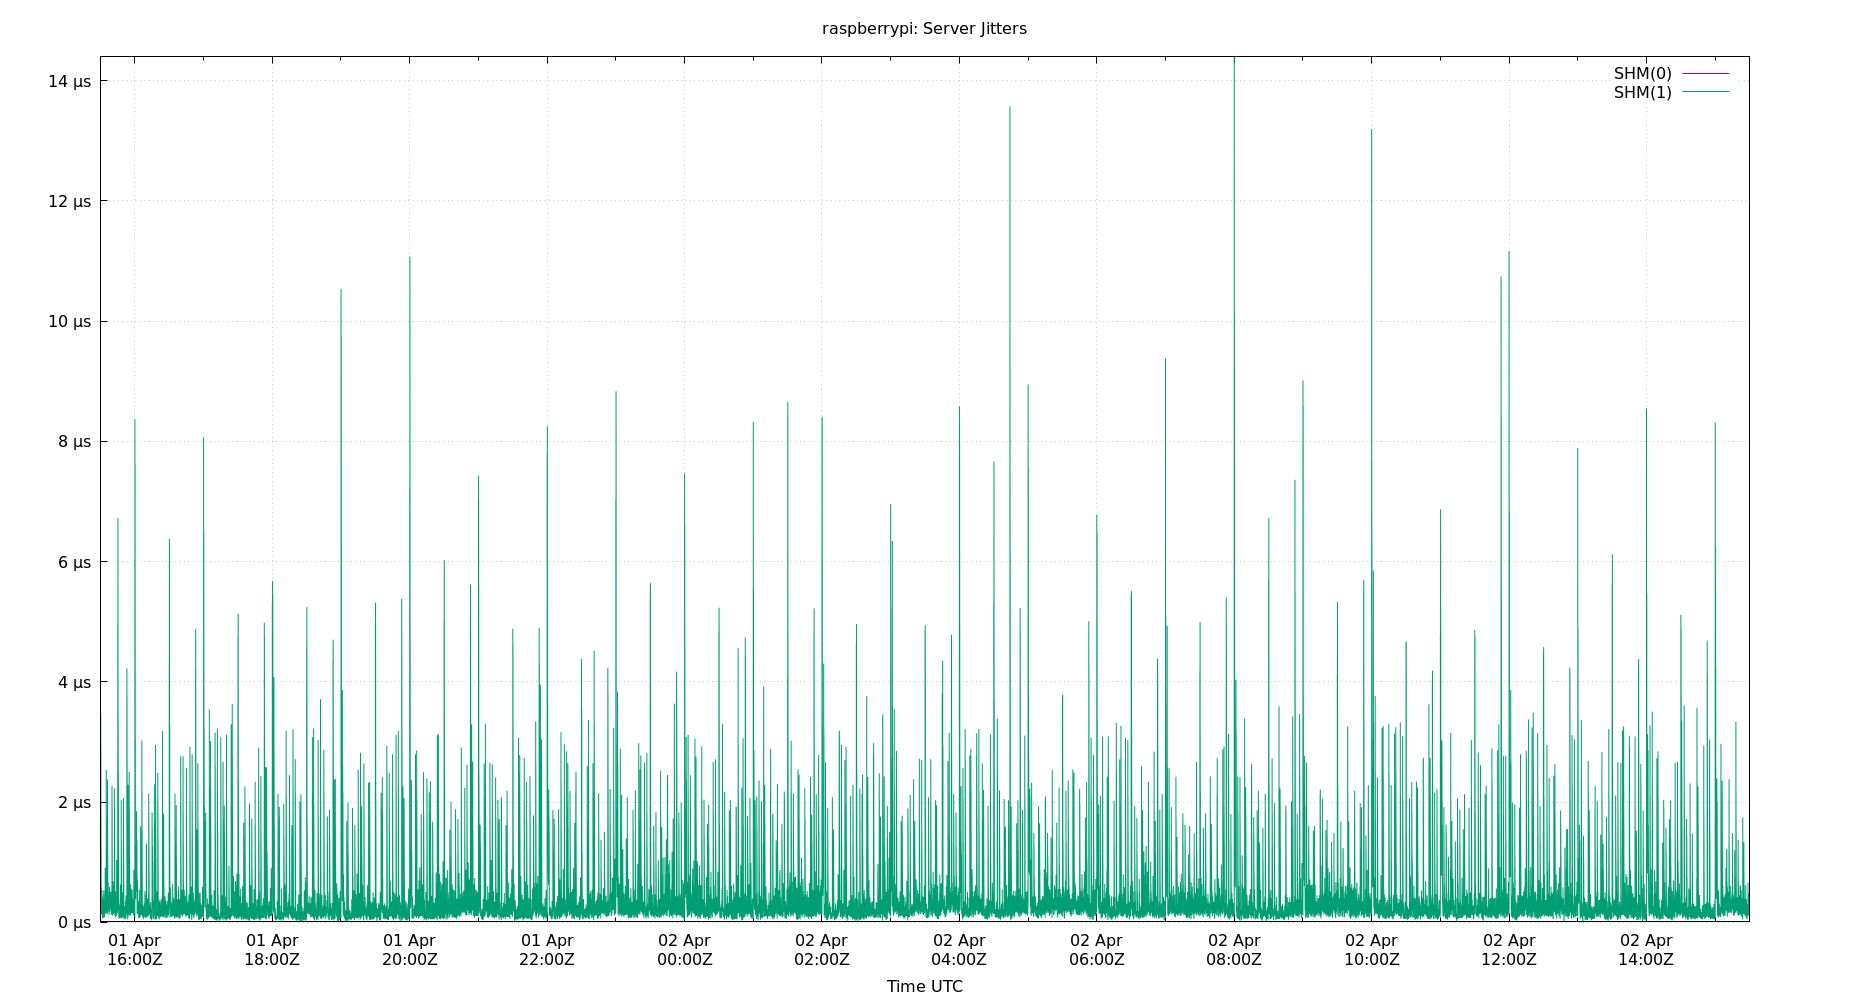 raspberrypi: Server Jitters
SHM(0)
SHM(1)
14 µs
12 µs
10 µs
8 µs
6 µs
4 µs
2 µs
0 µs
01 Apr 01 Apr 01 Apr 01 Apr 02 Apr 02 Apr 02 Apr 02 Apr 02 Apr 02 Apr 02 Apr 02 Apr
16:00Z 18:00Z 20:00Z 22:00Z 00:00Z 02:00Z 04:00Z 06:00Z 08:00Z 10:00Z 12:00Z 14:00Z
Time UTC